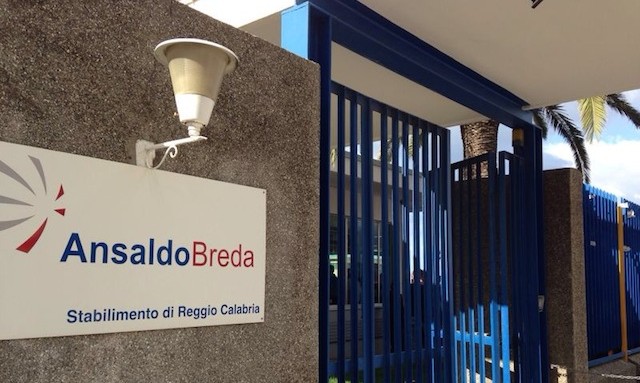 AnsaldoBreda
Stabilimento di Reggio Calabria